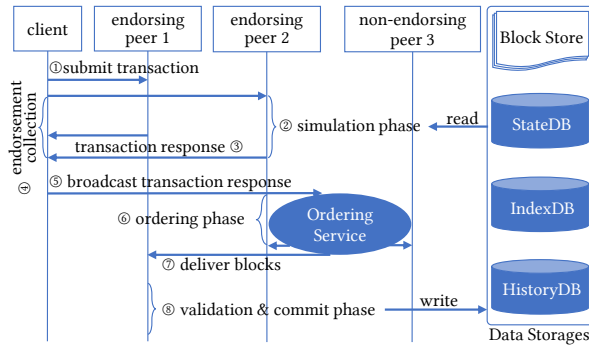 client
endorsing
peer 1
endorsing
peer 2
non-endorsing
peer 3
Block Store
①submit transaction
endorsement
collection
④
② simulation phase
read
StateDB
transaction response ③
⑤ broadcast transaction response
⑥ ordering phase
Ordering
Service
IndexDB
⑦ deliver blocks
⑧ validation & commit phase
write
HistoryDB
Data Storages